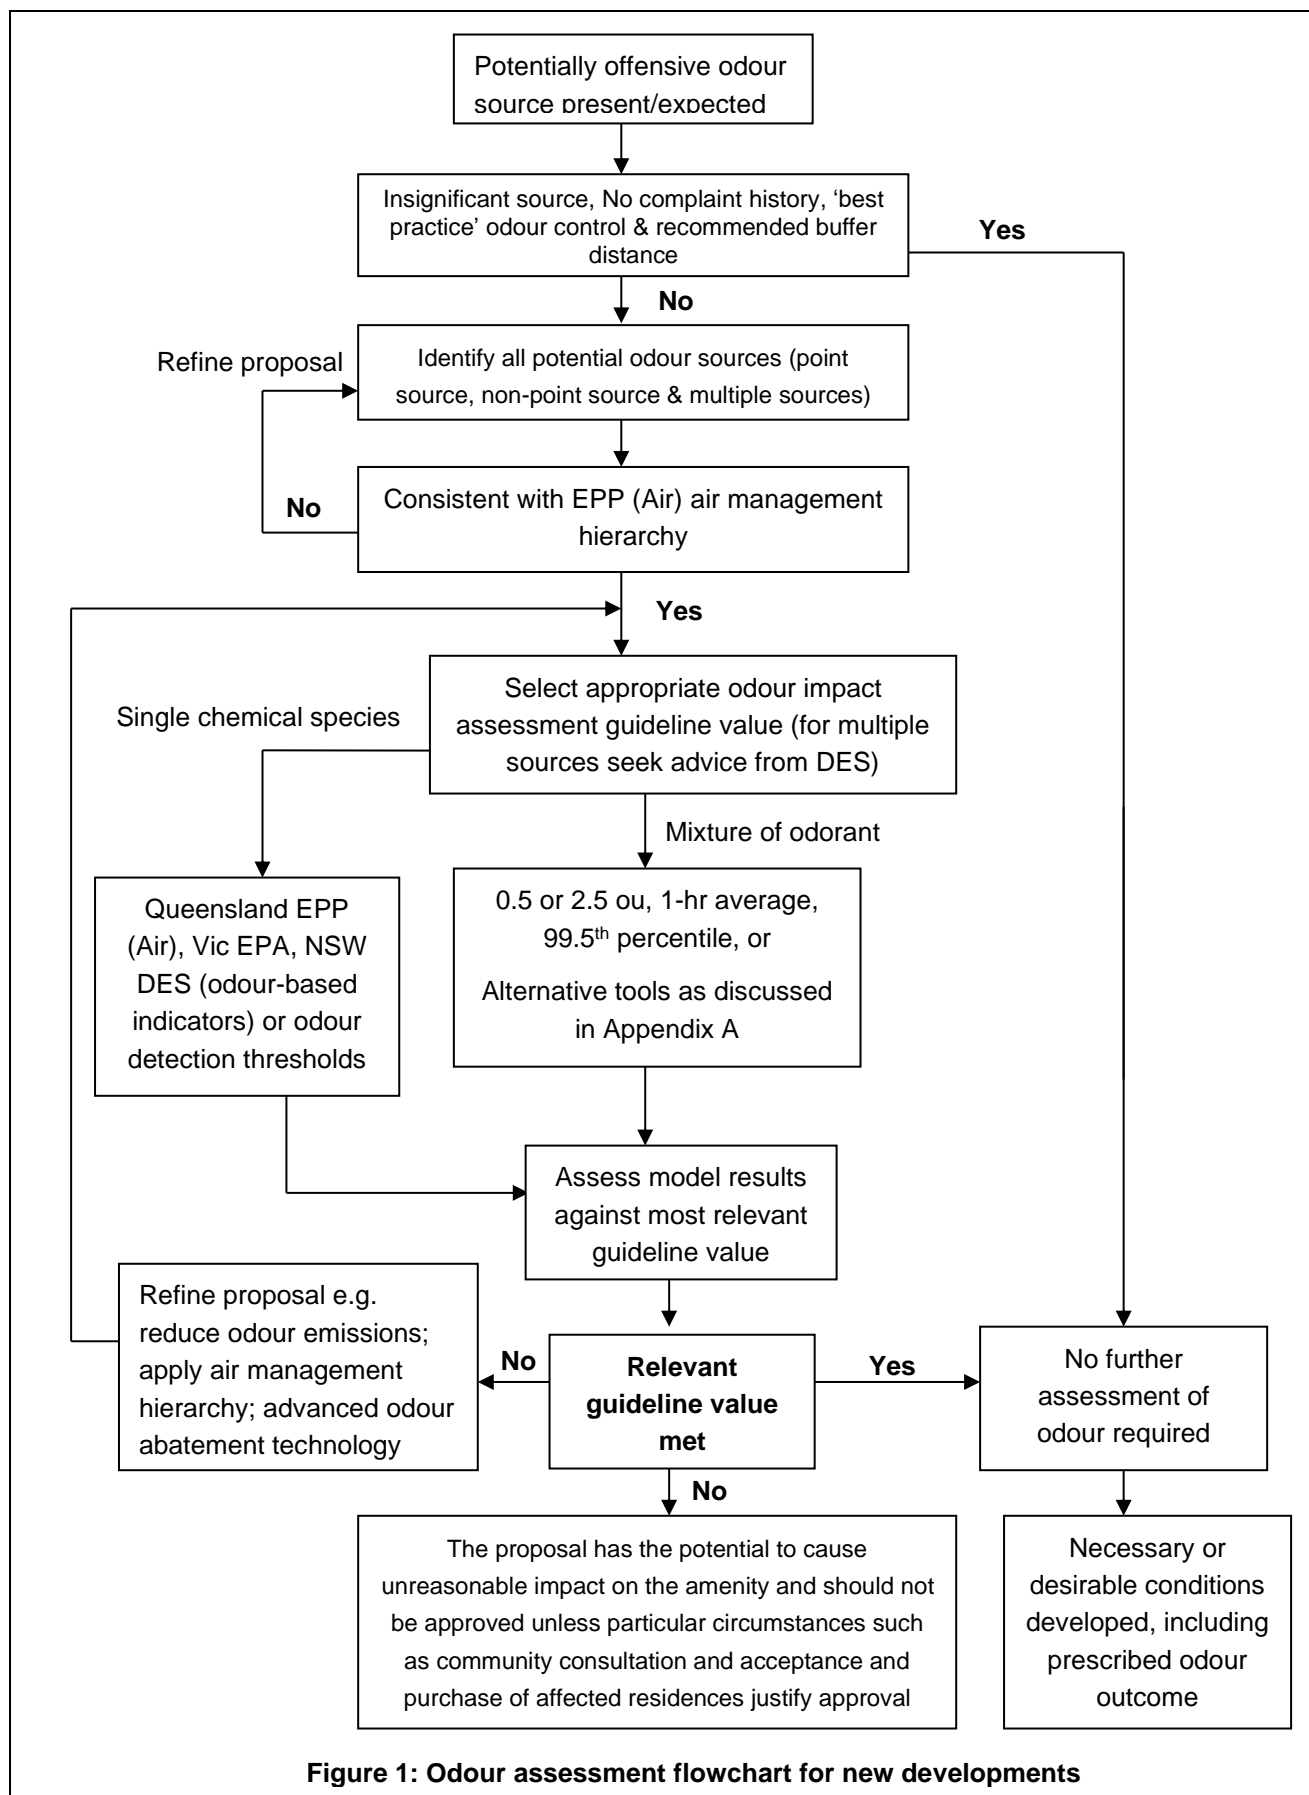 Potentially offensive odour
source present/expected
Insignificant source, No complaint history, ‘best
practice’ odour control & recommended buffer
distance
Yes
No
Refine proposal
Identify all potential odour sources (point
source, non-point source & multiple sources)
No
Consistent with EPP (Air) air management
hierarchy
Yes
Single chemical species
Select appropriate odour impact
assessment guideline value (for multiple
sources seek advice from DES)
Mixture of odorant
Queensland EPP
(Air), Vic EPA, NSW
DES (odour-based
indicators) or odour
detection thresholds
0.5 or 2.5 ou, 1-hr average,
99.5th percentile, or
Alternative tools as discussed
in Appendix A
Assess model results
against most relevant
guideline value
Refine proposal e.g.
reduce odour emissions;
apply air management
hierarchy; advanced odour
abatement technology
No
Relevant
guideline value
met
Yes
No further
assessment of
odour required
No
The proposal has the potential to cause
unreasonable impact on the amenity and should not
be approved unless particular circumstances such
as community consultation and acceptance and
purchase of affected residences justify approval
Necessary or
desirable conditions
developed, including
prescribed odour
outcome
Figure 1: Odour assessment flowchart for new developments